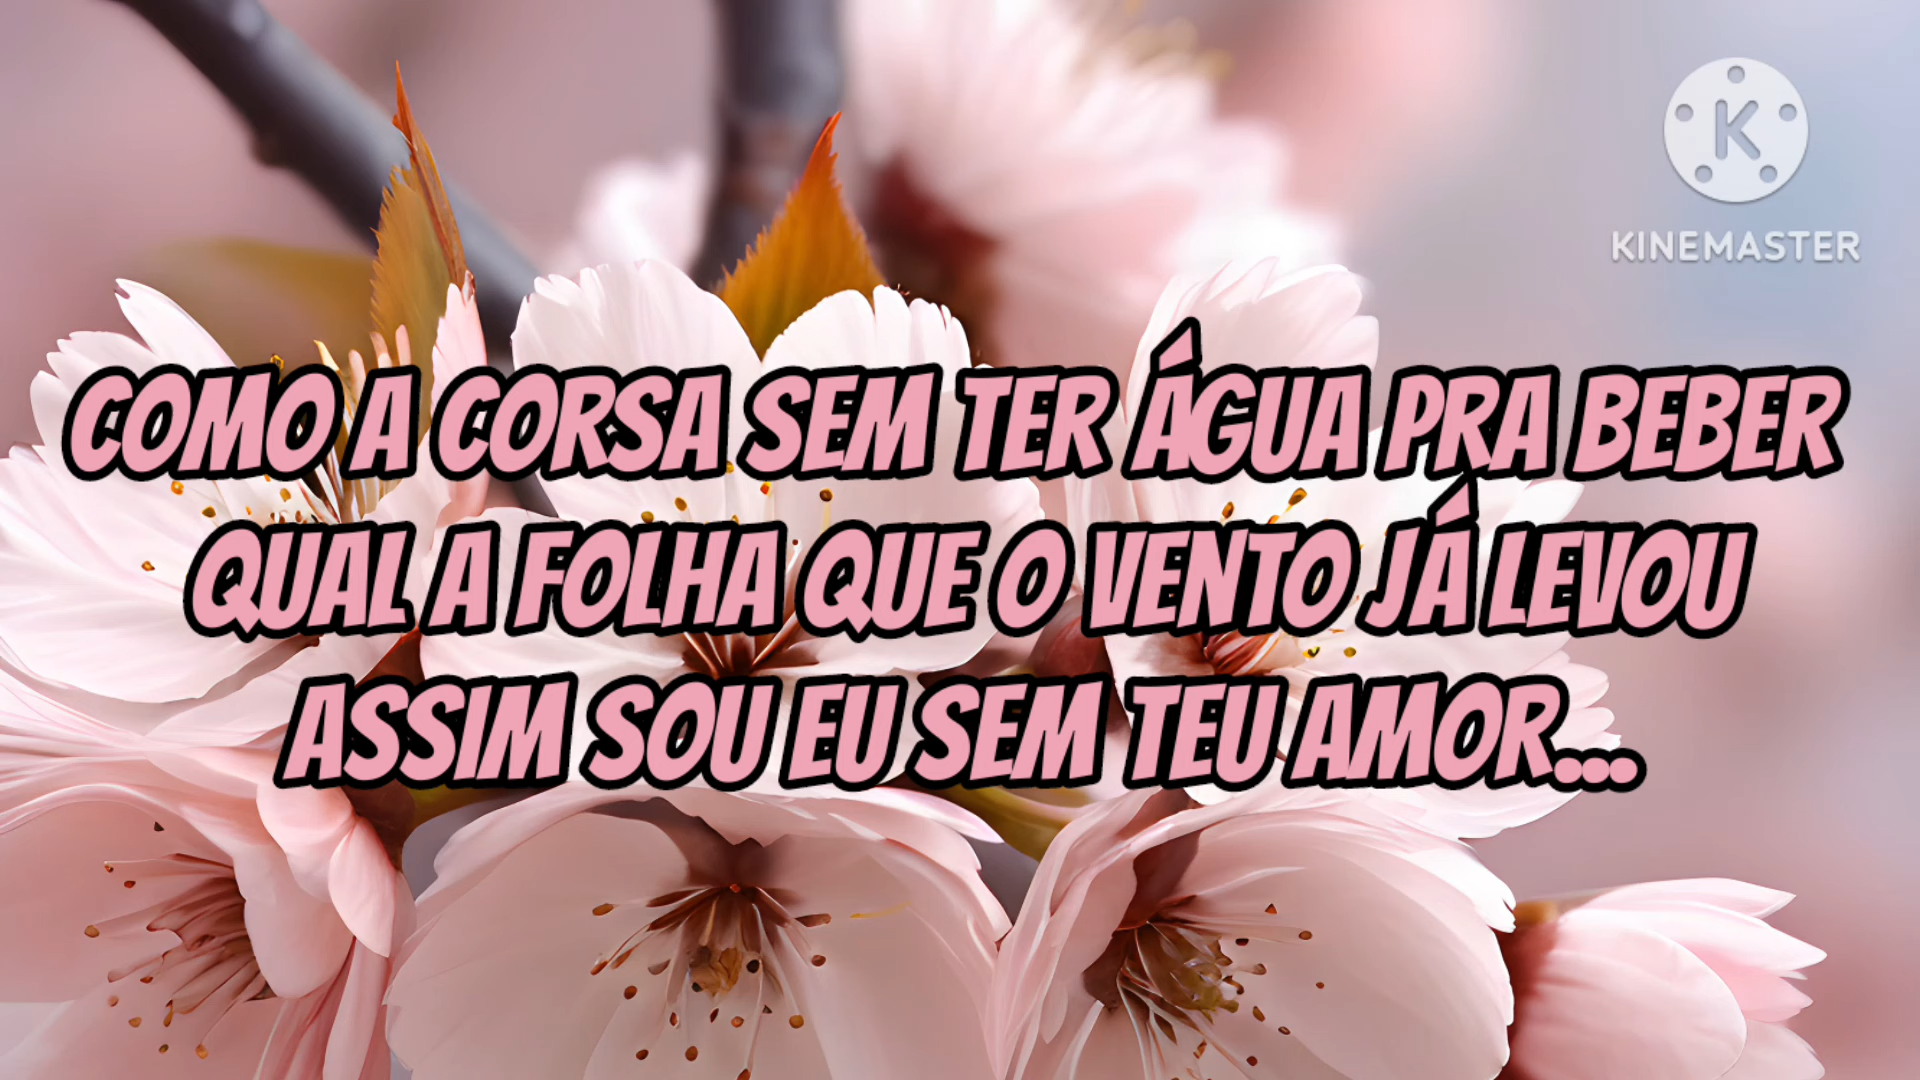 KINEMASTER
COMO A CORSA SEM TER ÁGUA PRA BEBER
QUAL A FOLHA QUE O VENTO JÁ LEVOU
ASSIM SOU EU SEM TEU AMOR...